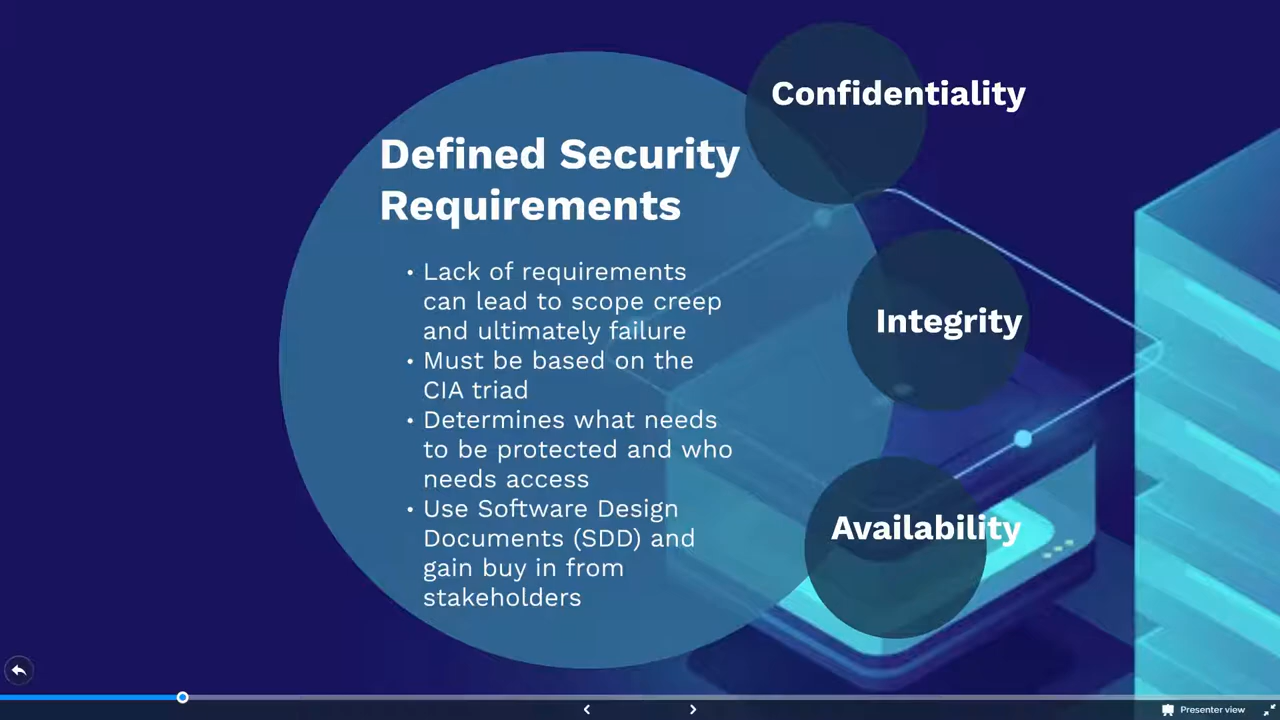 Defined Security
Requirements
• Lack of requirements
can lead to scope creep
and ultimately failure
• Must be based on the
CIA triad
• Determines what needs
to be protected and who
needs access
• Use Software Design
Documents (SDD) and
gain buy in from
stakeholders
Confidentiality
Integrity
Availability
Presenter view